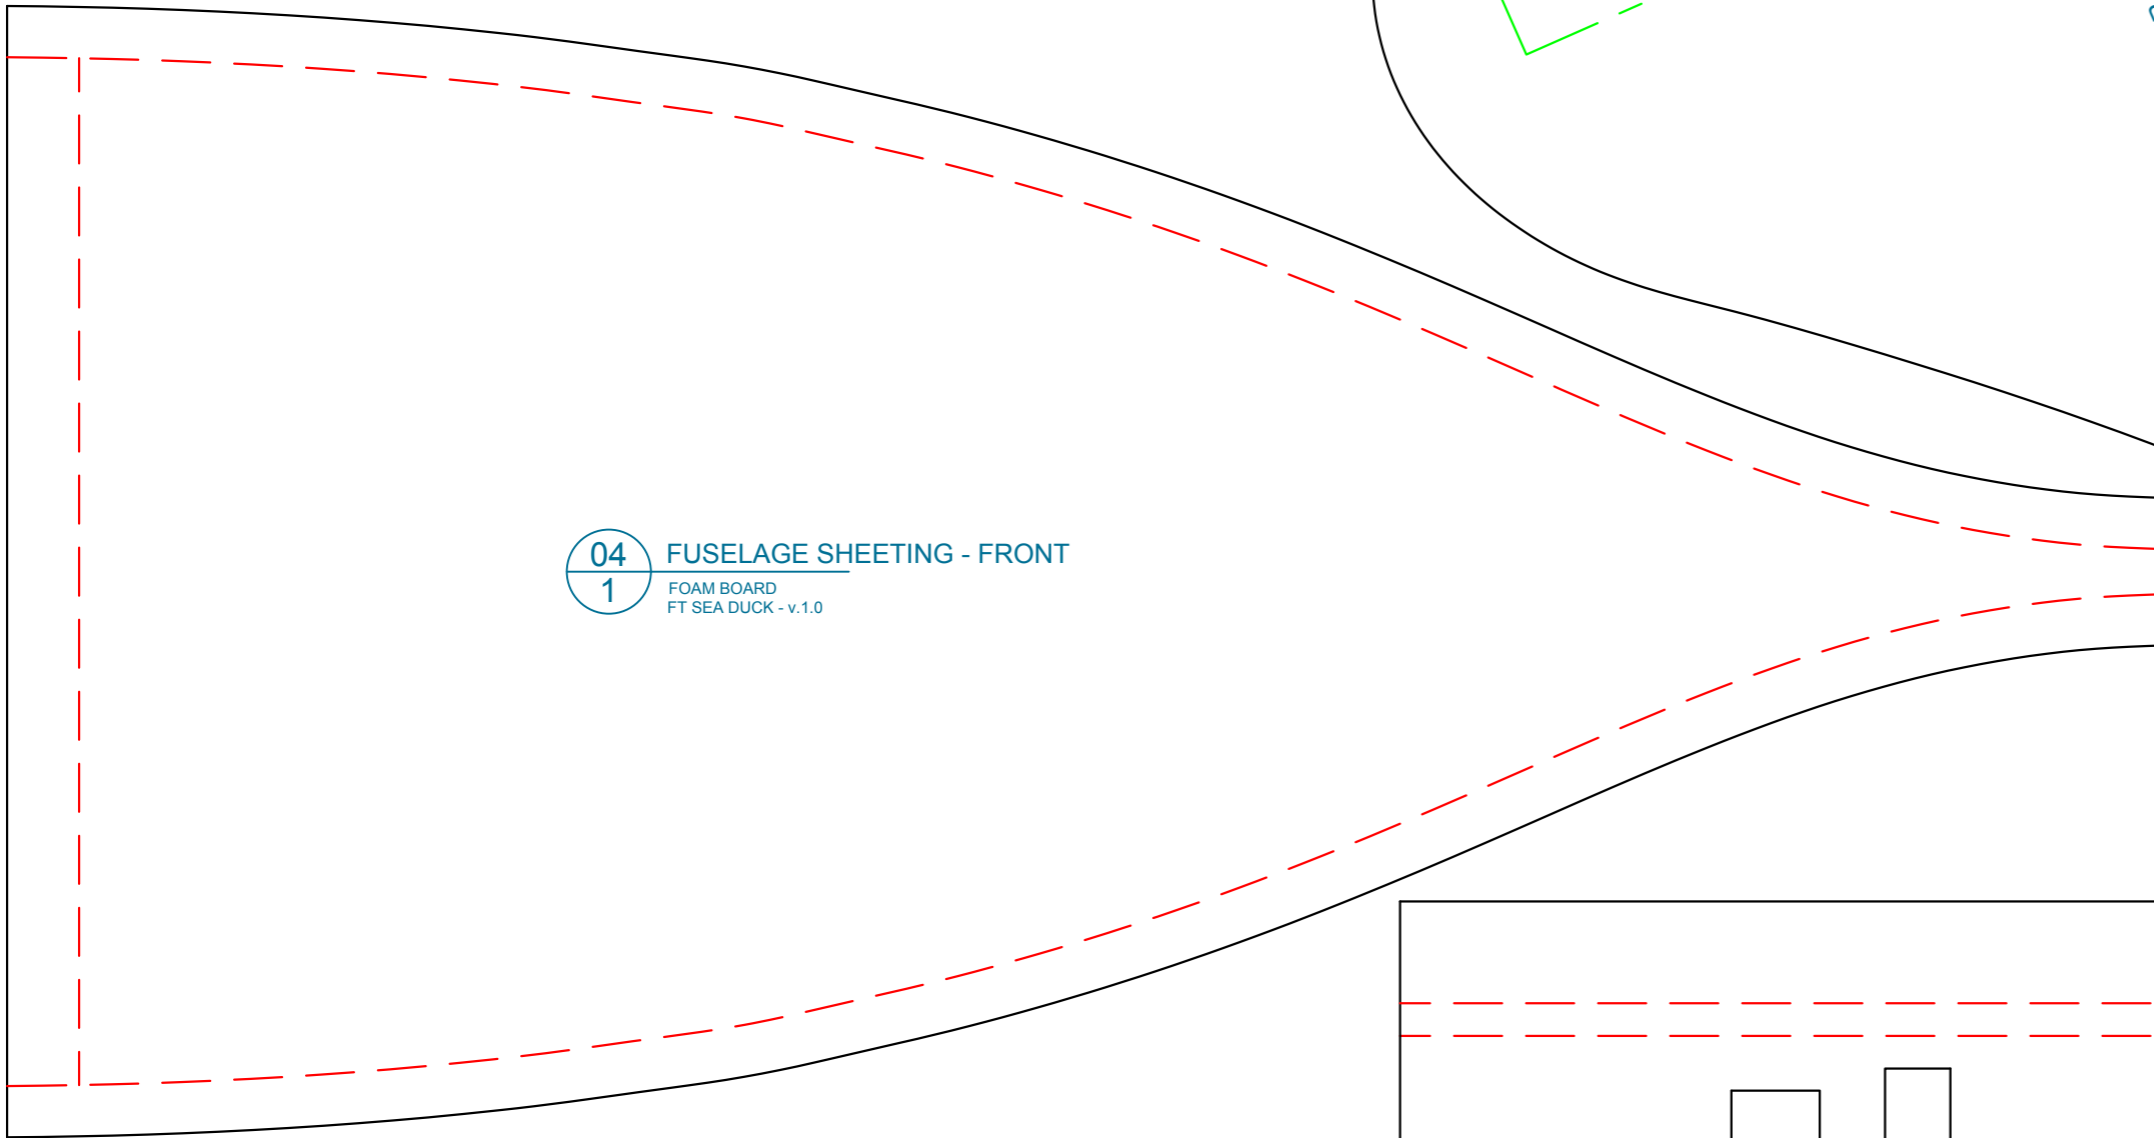 04
1
FUSELAGE SHEETING - FRONT
FOAM BOARD
FT SEA DUCK - v.1.0